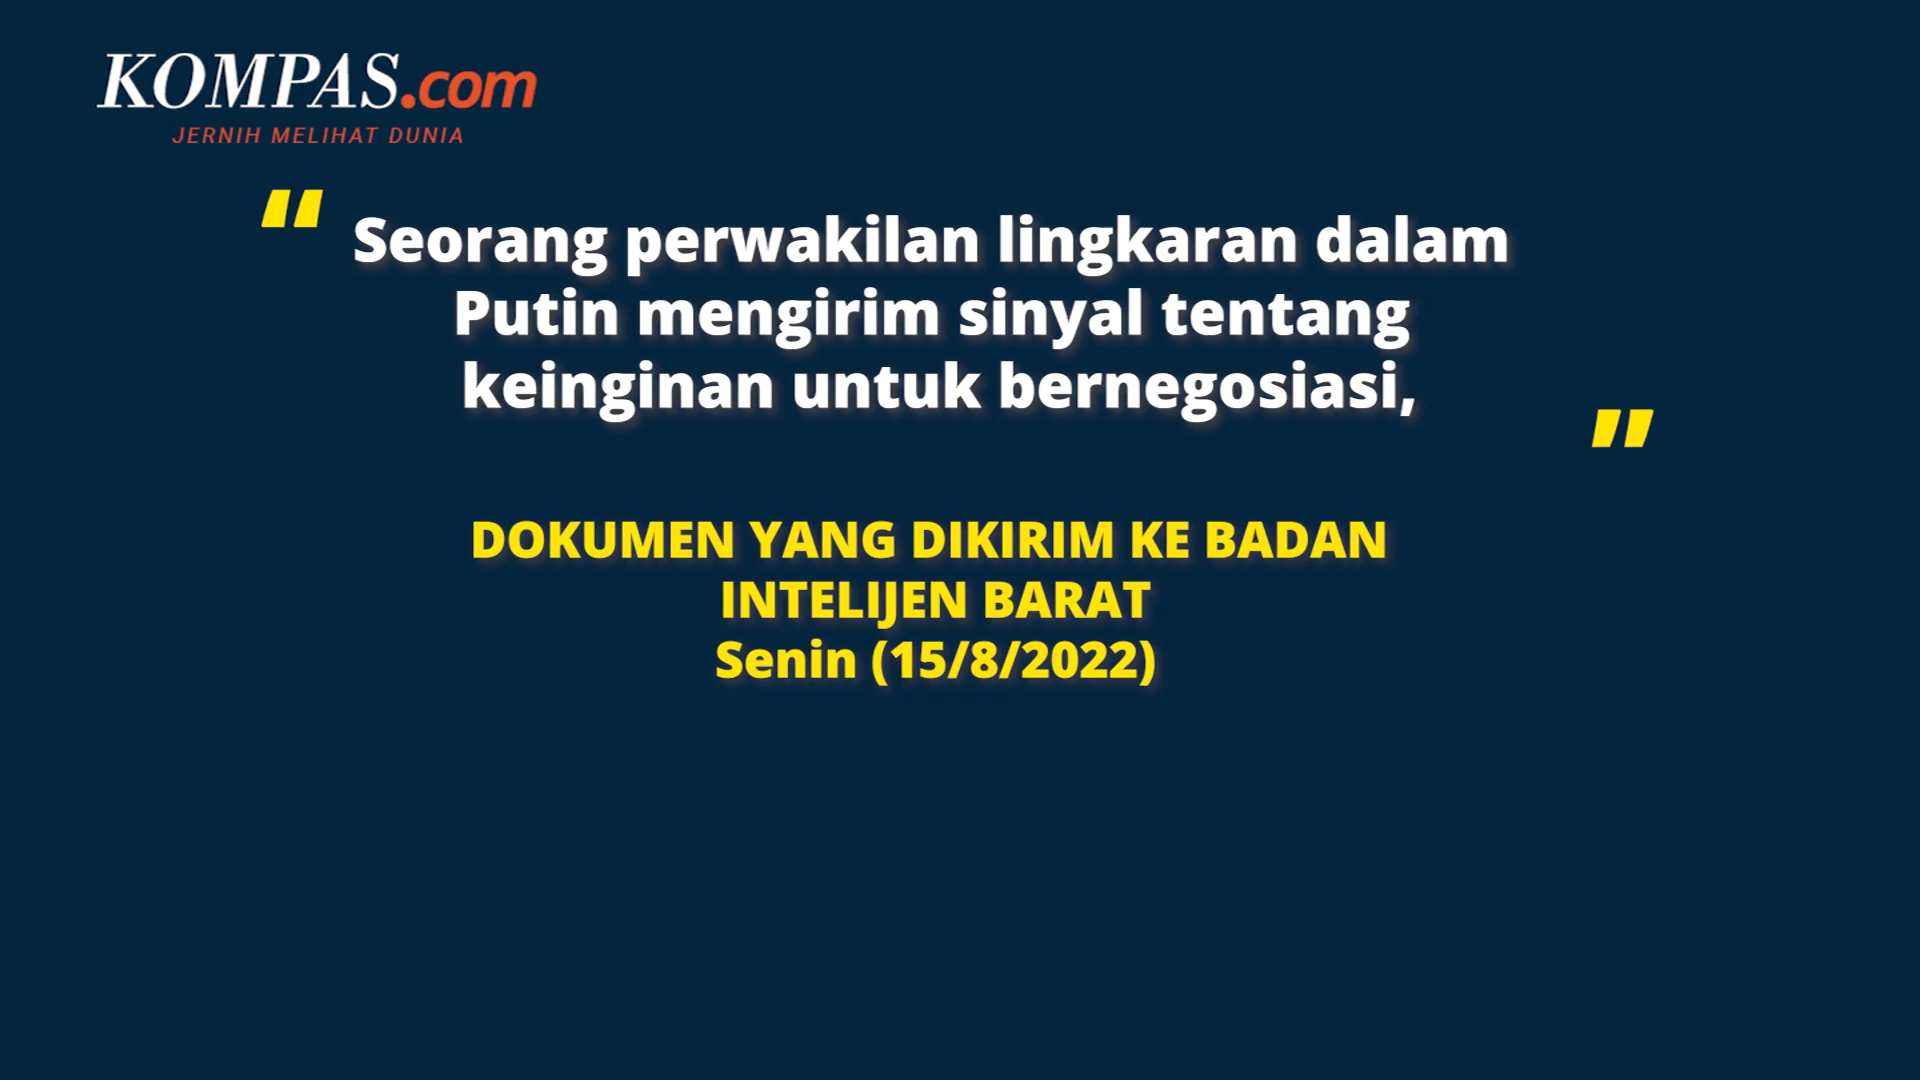 KOMPAS.com
JERNIH MELIHAT DUNIA
“ Seorang perwakilan lingkaran dalam
Putin mengirim sinyal tentang
keinginan untuk bernegosiasi, ”
DOKUMEN YANG DIKIRIM KE BADAN
INTELIJEN BARAT
Senin (15/8/2022)